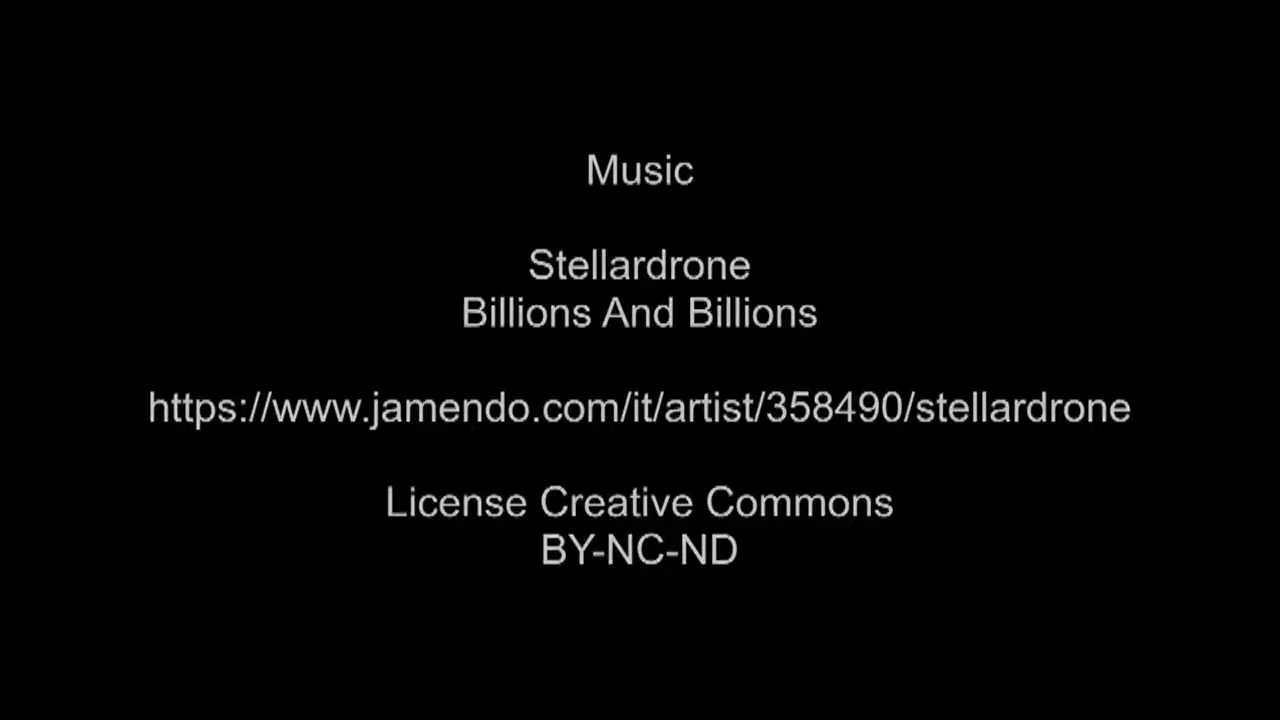 Music
Stellardrone
Billions And Billions
https://www.jamendo.com/it/artist/358490/stellardrone
License Creative Commons
BY-NC-ND